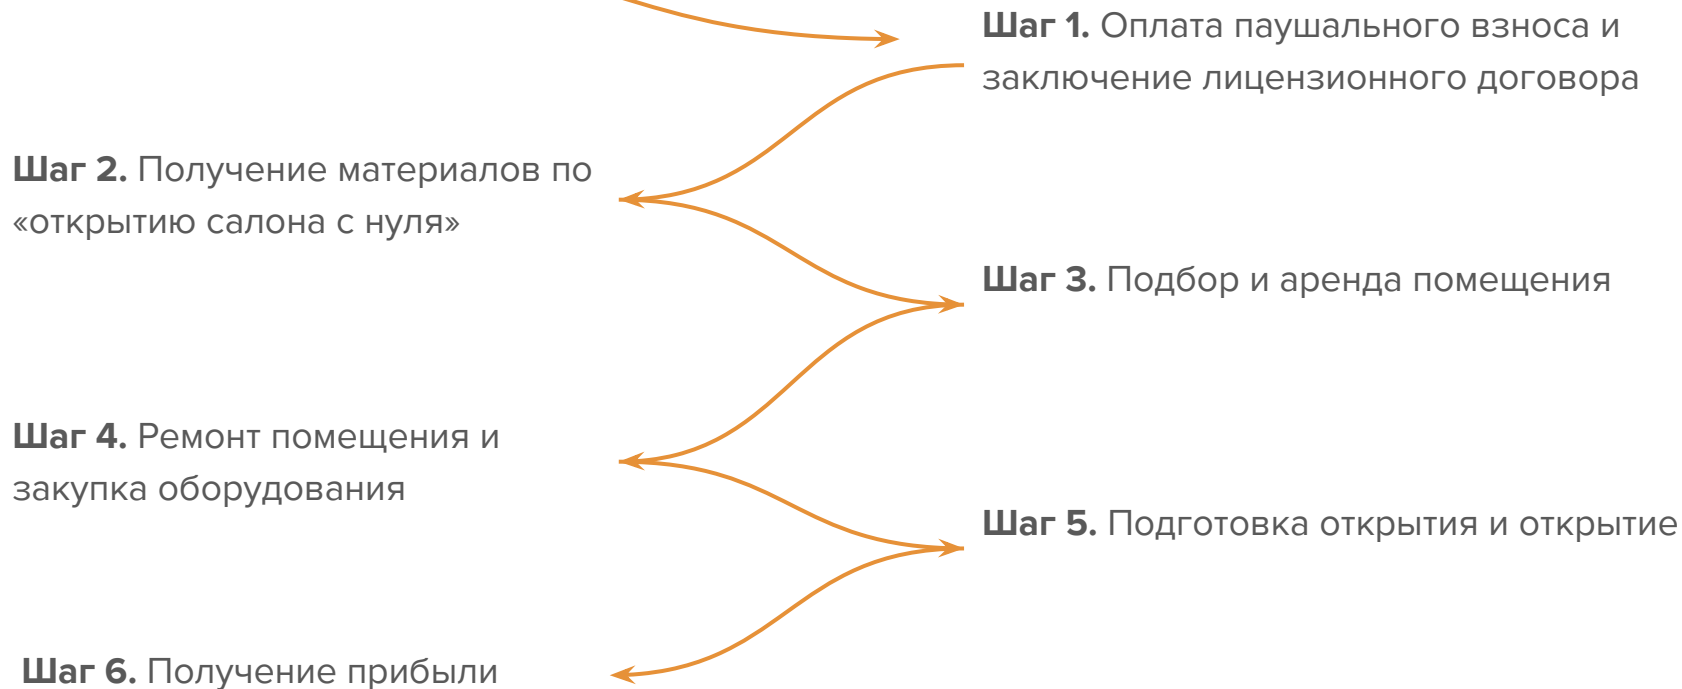 Шаг 1. Оплата паушального взноса и
заключение лицензионного договора
Шаг 2. Получение материалов по
«открытию салона с нуля»
Шаг 3. Подбор и аренда помещения
Шаг 4. Ремонт помещения и
закупка оборудования
Шаг 5. Подготовка открытия и открытие
Шаг 6. Получение прибыли